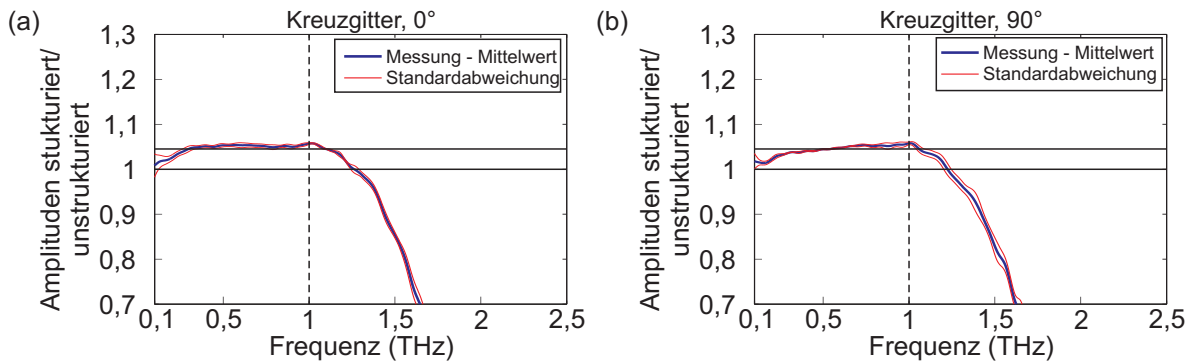 (a)
Kreuzgitter, 0°
Amplituden stukturiert/
unstrukturiert
1,3
1,2
1,1
1
0,9
0,8
0,7
Messung - Mittelwert
Standardabweichung
0,1
0,5
1
1,5
2
2,5
Frequenz (THz)
(b)
Kreuzgitter, 90°
Amplituden stukturiert/
unstrukturiert
1,3
1,2
1,1
1
0,9
0,8
0,7
Messung - Mittelwert
Standardabweichung
0,1
0,5
1
1,5
2
2,5
Frequenz (THz)